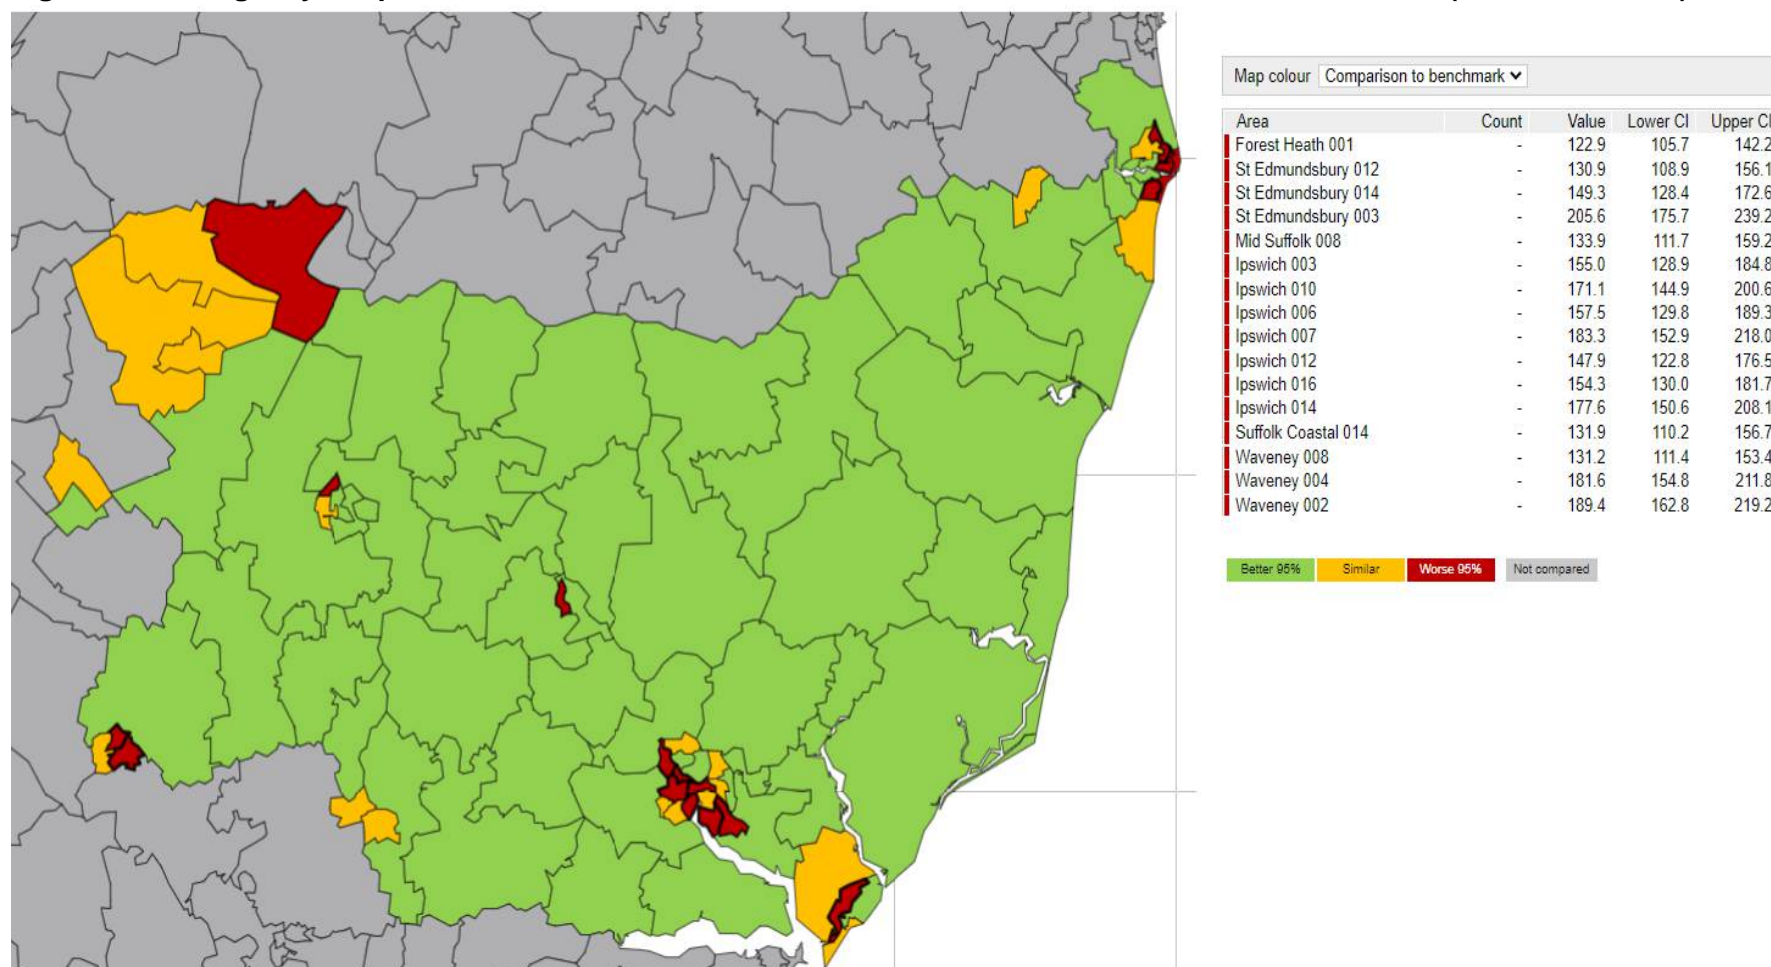 Map colour Comparison to benchmark
Area Count Value Lower CI Upper CI
Forest Heath 001 - 122.9 105.7 142.2
St Edmundsbury 012 - 130.9 108.9 156.1
St Edmundsbury 014 - 149.3 128.4 172.6
St Edmundsbury 003 - 205.6 175.7 239.2
Mid Suffolk 008 - 133.9 111.7 159.2
Ipswich 003 - 155.0 128.9 184.8
Ipswich 010 - 171.1 144.9 200.6
Ipswich 006 - 157.5 129.8 189.3
Ipswich 007 - 183.3 152.9 218.0
Ipswich 012 - 147.9 122.8 176.5
Ipswich 016 - 154.3 130.0 181.7
Ipswich 014 - 177.6 150.6 208.1
Suffolk Coastal 014 - 131.9 110.2 156.7
Waveney 008 - 131.2 111.4 153.4
Waveney 004 - 181.6 154.8 211.8
Waveney 002 - 189.4 162.8 219.2
Better 95% Similar Worse 95% Not compared